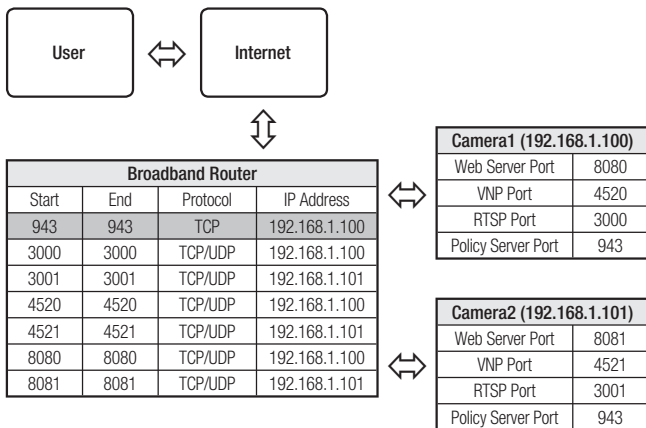 User
Internet
Broadband Router
Start End Protocol IP Address
943 943 TCP 192.168.1.100
3000 3000 TCP/UDP 192.168.1.100
3001 3001 TCP/UDP 192.168.1.101
4520 4520 TCP/UDP 192.168.1.100
4521 4521 TCP/UDP 192.168.1.101
8080 8080 TCP/UDP 192.168.1.100
8081 8081 TCP/UDP 192.168.1.101
Camera1 (192.168.1.100)
Web Server Port 8080
VNP Port 4520
RTSP Port 3000
Policy Server Port 943
Camera2 (192.168.1.101)
Web Server Port 8081
VNP Port 4521
RTSP Port 3001
Policy Server Port 943